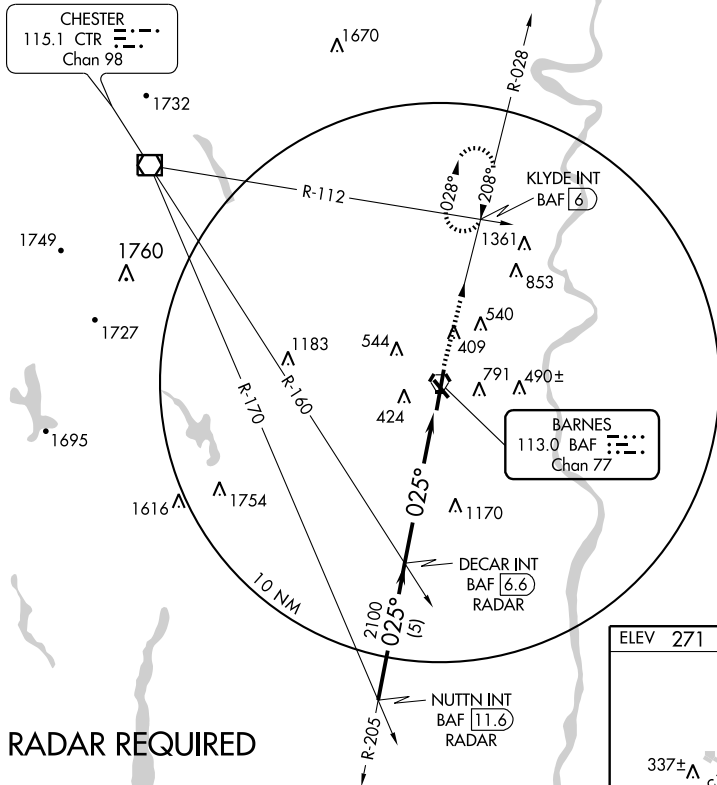 CHESTER
115.1 CTR
Chan 98
1670
R-028
1732
R-112
028°
208°
KLYDE INT
BAF 6
1749
1760
1361
853
1727
1183
544
540
409
R-170
R-160
424
791
490±
BARNES
113.0 BAF
Chan 77
1695
1616
1754
025°
1170
10 NM
DECAR INT
BAF 6.6
RADAR
2100
025°
(5)
ELEV 271
NUTTN INT
BAF 11.6
RADAR
R-205
RADAR REQUIRED
337±